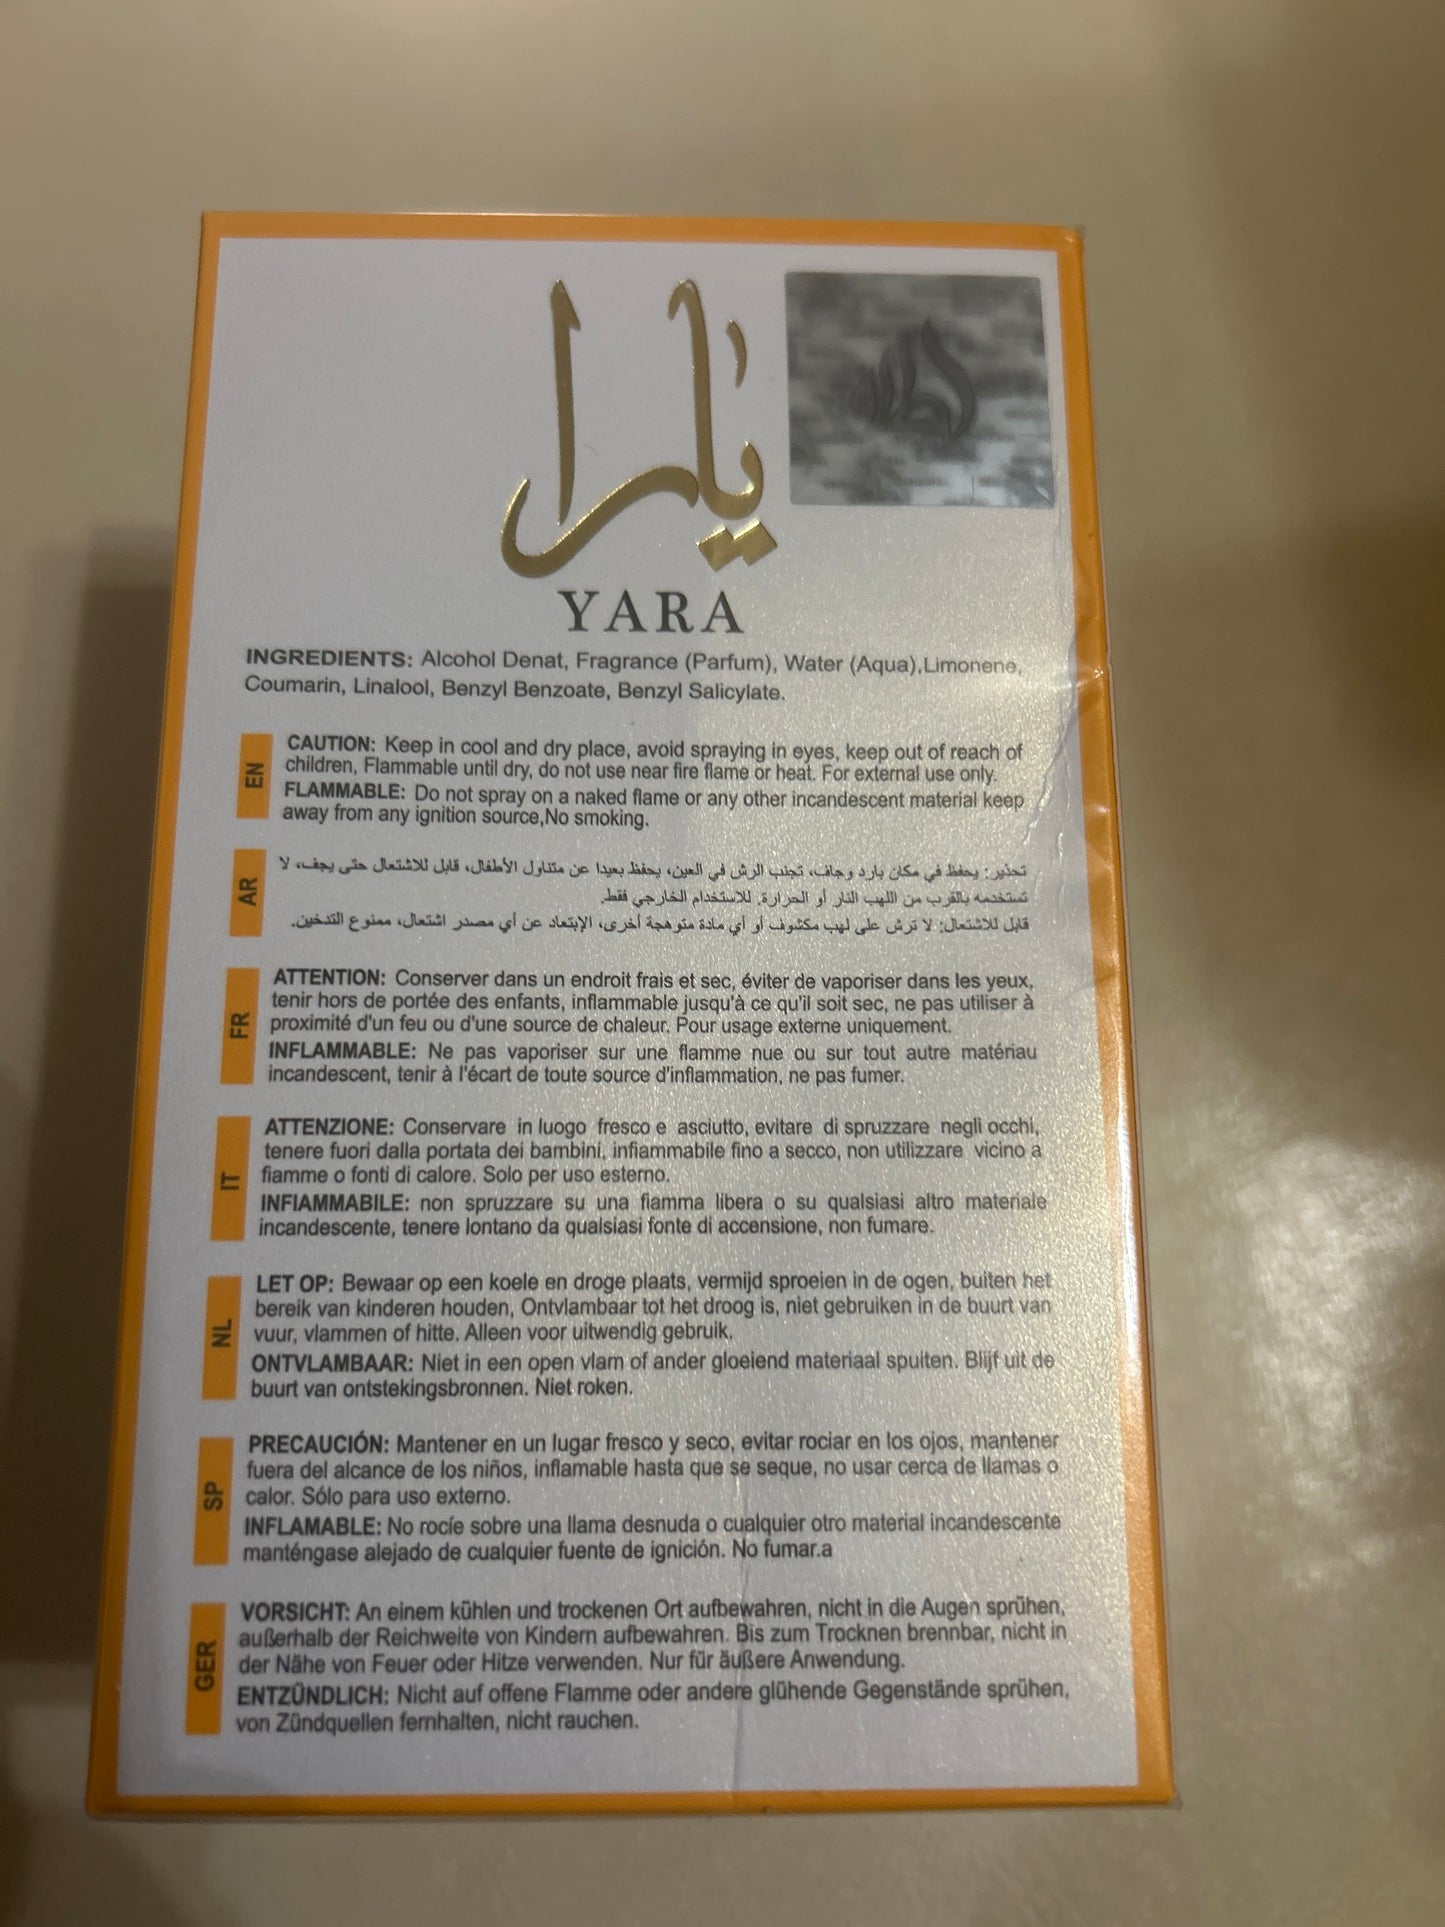 يارا
YARA
INGREDIENTS: Alcohol Denat, Fragrance (Parfum), Water (Aqua),Limonene,
Coumarin, Linalool, Benzyl Benzoate, Benzyl Salicylate.
EN
CAUTION: Keep in cool and dry place, avoid spraying in eyes, keep out of reach of
children, Flammable until dry, do not use near fire flame or heat. For external use only.
FLAMMABLE: Do not spray on a naked flame or any other incandescent material keep
away from any ignition source,No smoking.
AR
تحذير: يحفظ في مكان بارد وجاف، تجنب الرش في العين، يحفظ بعيدا عن متناول الأطفال، قابل للاشتعال حتى يجف، لا
تستخدمه بالقرب من اللهب النار أو الحرارة. للاستخدام الخارجي فقط.
قابل للاشتعال: لا ترش على لهب مكشوف أو أي مادة متوهجة أخرى، الإبتعاد عن أي مصدر اشتعال، ممنوع التدخين.
FR
ATTENTION: Conserver dans un endroit frais et sec, éviter de vaporiser dans les yeux,
tenir hors de portée des enfants, inflammable jusqu'à ce qu'il soit sec, ne pas utiliser à
proximité d'un feu ou d'une source de chaleur. Pour usage externe uniquement.
INFLAMMABLE: Ne pas vaporiser sur une flamme nue ou sur tout autre matériau
incandescent, tenir à l'écart de toute source d'inflammation, ne pas fumer.
IT
ATTENZIONE: Conservare in luogo fresco e asciutto, evitare di spruzzare negli occhi,
tenere fuori dalla portata dei bambini, infiammabile fino a secco, non utilizzare vicino a
fiamme o fonti di calore. Solo per uso esterno.
INFIAMMABILE: non spruzzare su una fiamma libera o su qualsiasi altro materiale
incandescente, tenere lontano da qualsiasi fonte di accensione, non fumare.
NL
LET OP: Bewaar op een koele en droge plaats, vermijd sproeien in de ogen, buiten het
bereik van kinderen houden, Ontvlambaar tot het droog is, niet gebruiken in de buurt van
vuur, vlammen of hitte. Alleen voor uitwendig gebruik.
ONTVLAMBAAR: Niet in een open vlam of ander gloeiend materiaal spuiten. Blijf uit de
buurt van ontstekingsbronnen. Niet roken.
SP
PRECAUCIÓN: Mantener en un lugar fresco y seco, evitar rociar en los ojos, mantener
fuera del alcance de los niños, inflamable hasta que se seque, no usar cerca de llamas o
calor. Sólo para uso externo.
INFLAMABLE: No rocíe sobre una llama desnuda o cualquier otro material incandescente
manténgase alejado de cualquier fuente de ignición. No fumar.a
GER
VORSICHT: An einem kühlen und trockenen Ort aufbewahren, nicht in die Augen sprühen,
außerhalb der Reichweite von Kindern aufbewahren. Bis zum Trocknen brennbar, nicht in
der Nähe von Feuer oder Hitze verwenden. Nur für äußere Anwendung.
ENTZÜNDLICH: Nicht auf offene Flamme oder andere glühende Gegenstände sprühen,
von Zündquellen fernhalten, nicht rauchen.